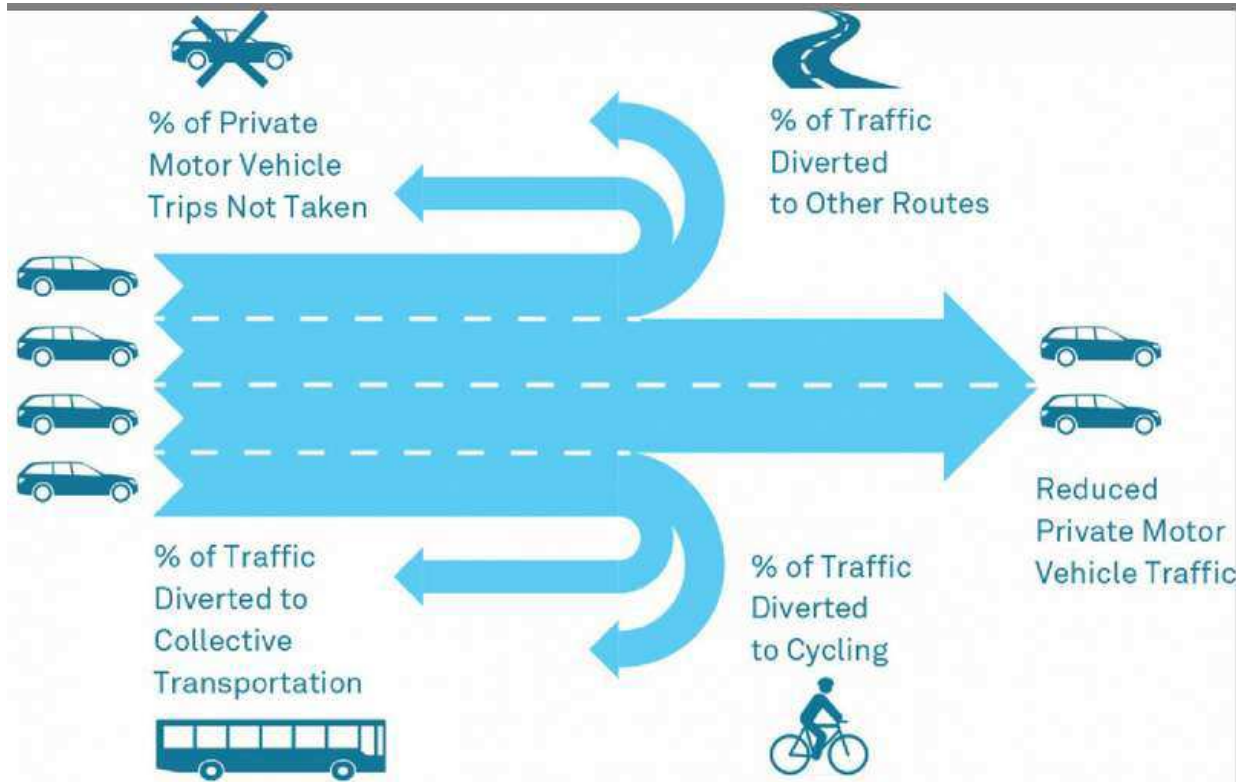 % of Private
Motor Vehicle
Trips Not Taken
% of Traffic
Diverted
to Other Routes
Reduced
Private Motor
Vehicle Traffic
% of Traffic
Diverted to
Collective
Transportation
% of Traffic
Diverted
to Cycling